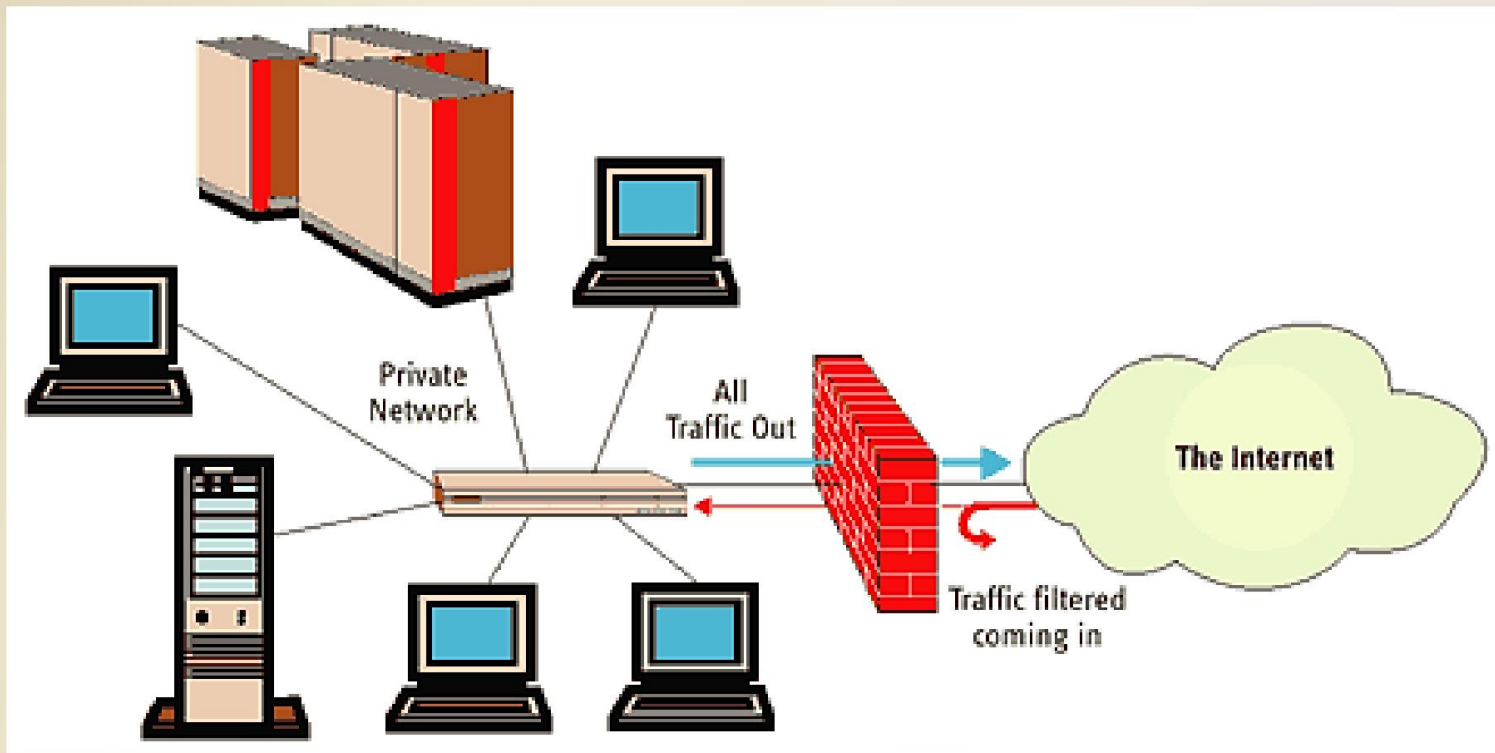 Private
Network
All
Traffic Out
The Internet
Traffic filtered
coming in